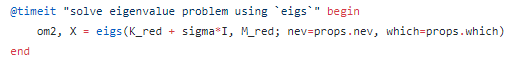 @timeit "solve eigenvalue problem using `eigs`" begin
    om2, X = eigs(K_red + sigma*I, M_red; nev=props.nev, which=props.which)
end